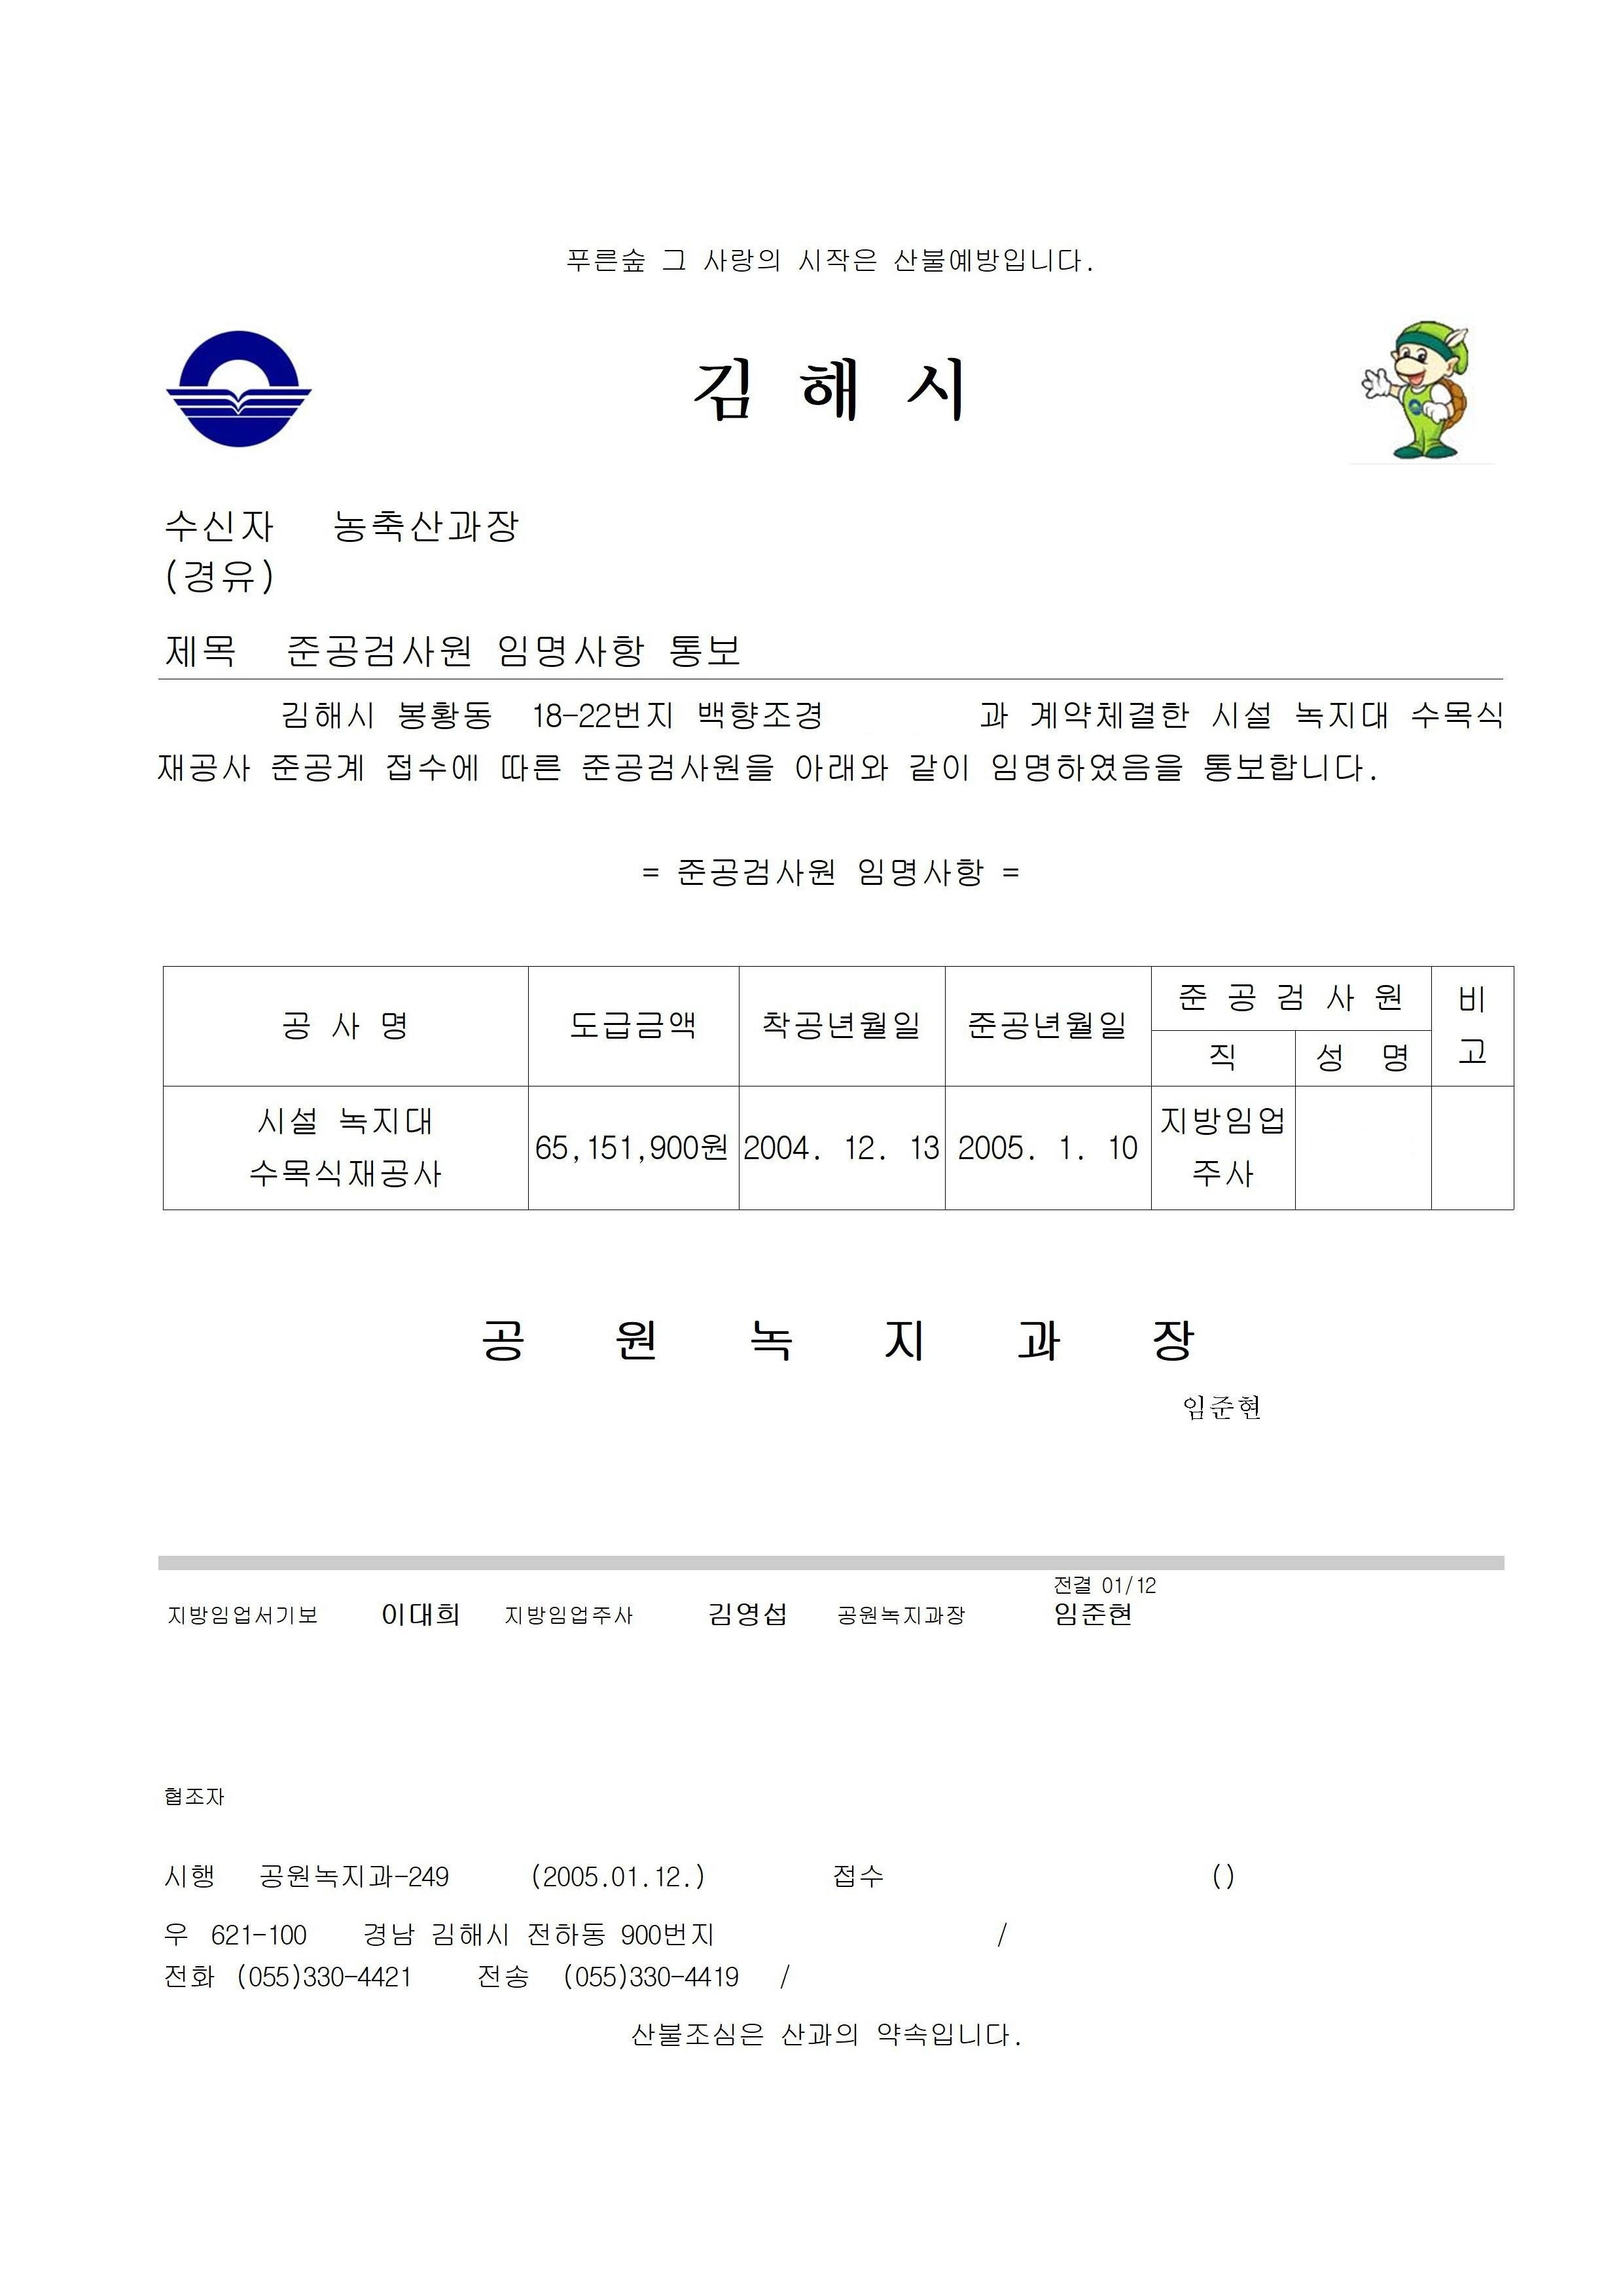 푸른숲 그 사랑의 시작은 산불예방입니다.
김 해 시
수신자 농축산과장
(경유)
제목 준공검사원 임명사항 통보
김해시 봉황동 18-22번지 백향조경 과 계약체결한 시설 녹지대 수목식
재공사 준공계 접수에 따른 준공검사원을 아래와 같이 임명하였음을 통보합니다.
= 준공검사원 임명사항 =
공 사 명 도급금액 착공년월일 준공년월일 준 공 검 사 원 비고
직 성 명
시설 녹지대
수목식재공사 65,151,900원 2004. 12. 13 2005. 1. 10 지방임업
주사
공 원 녹 지 과 장
임준현
전결 01/12
지방임업서기보 이대희 지방임업주사 김영섭 공원녹지과장 임준현
협조자
시행 공원녹지과-249 (2005.01.12.) 접수 ()
우 621-100 경남 김해시 전하동 900번지 /
전화 (055)330-4421 전송 (055)330-4419 /
산불조심은 산과의 약속입니다.